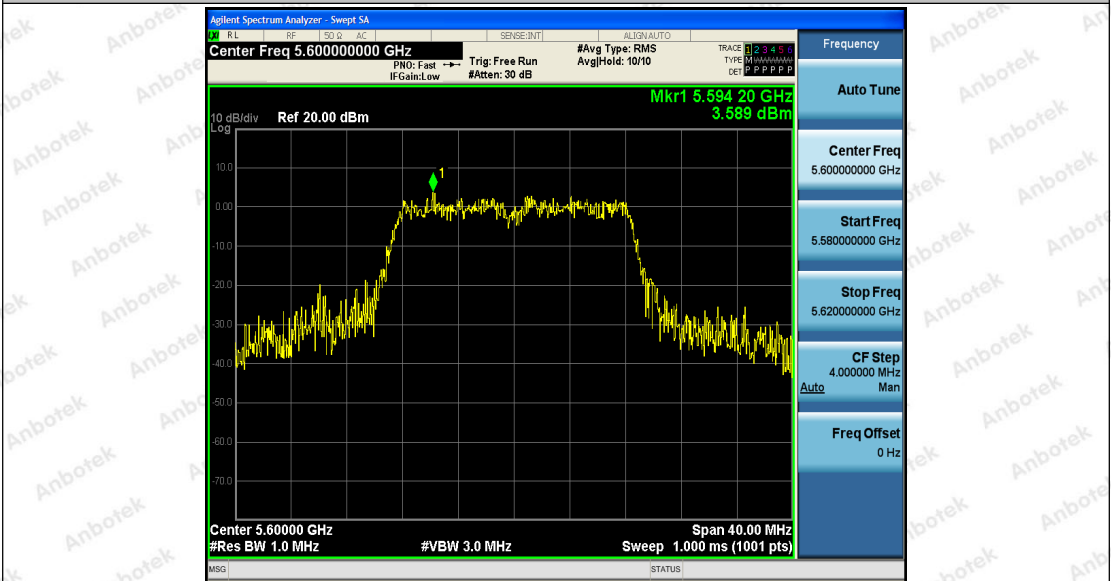 Agilent Spectrum Analyzer - Swept SA
RL RF 50 Ω AC SENSE:INT ALIGN AUTO
Center Freq 5.600000000 GHz
PNO: Fast
IFGain:Low
Trig: Free Run
#Atten: 30 dB
#Avg Type: RMS
Avg|Hold: 10/10
TRACE 1 2 3 4 5 6
TYPE M
DET P P P P P P
Mkr1 5.594 20 GHz
3.589 dBm
10 dB/div Ref 20.00 dBm
Log
10.0
0.00
-10.0
-20.0
-30.0
-40.0
-50.0
-60.0
-70.0
1
Center 5.60000 GHz
Span 40.00 MHz
#Res BW 1.0 MHz
#VBW 3.0 MHz
Sweep 1.000 ms (1001 pts)
MSG
STATUS
Frequency
Auto Tune
Center Freq
5.600000000 GHz
Start Freq
5.580000000 GHz
Stop Freq
5.620000000 GHz
CF Step
4.000000 MHz
Auto Man
Freq Offset
0 Hz
Anbotek